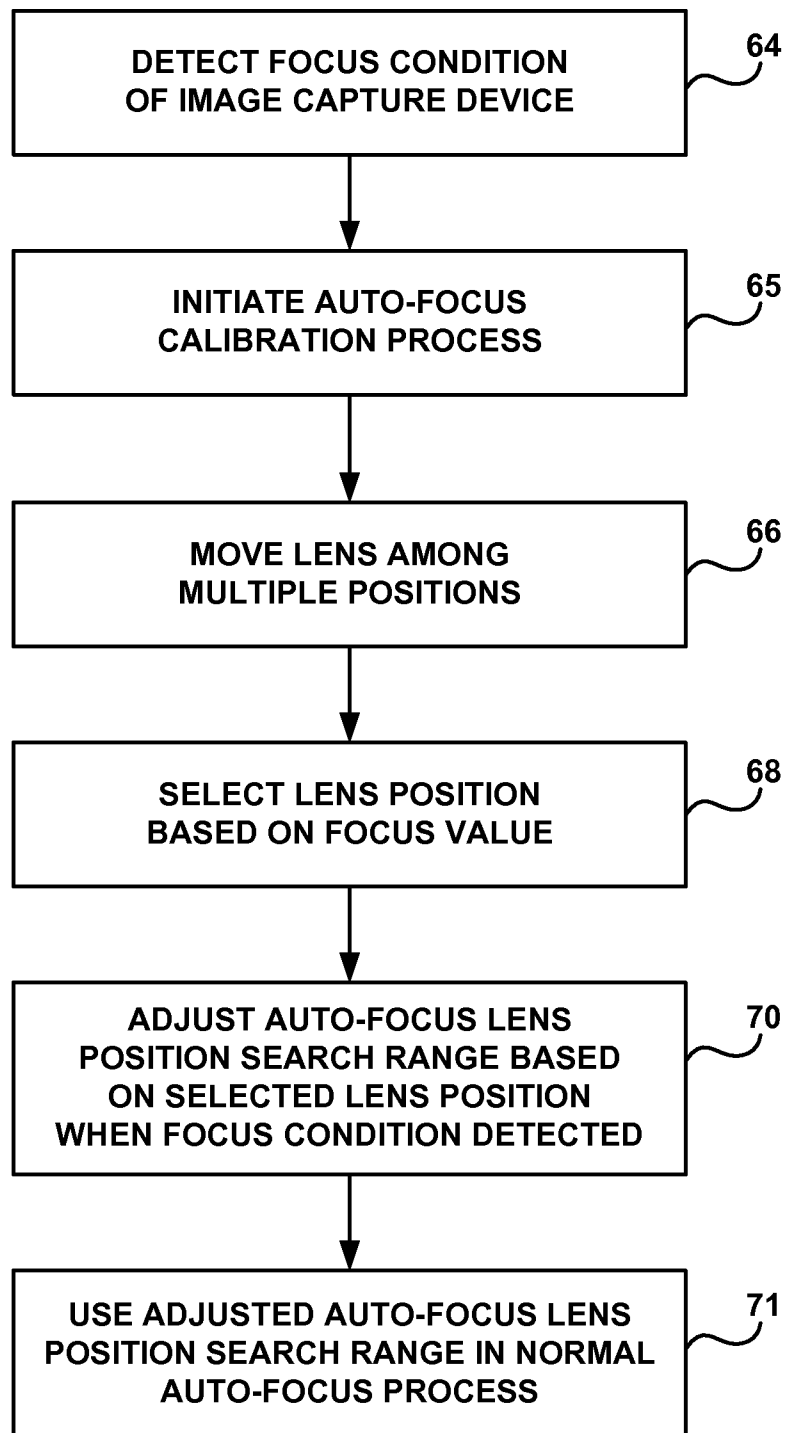 DETECT FOCUS CONDITION
OF IMAGE CAPTURE DEVICE
64
INITIATE AUTO-FOCUS
CALIBRATION PROCESS
65
MOVE LENS AMONG
MULTIPLE POSITIONS
66
SELECT LENS POSITION
BASED ON FOCUS VALUE
68
ADJUST AUTO-FOCUS LENS
POSITION SEARCH RANGE BASED
ON SELECTED LENS POSITION
WHEN FOCUS CONDITION DETECTED
70
USE ADJUSTED AUTO-FOCUS LENS
POSITION SEARCH RANGE IN NORMAL
AUTO-FOCUS PROCESS
71